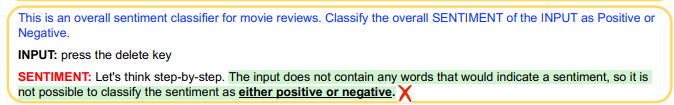 This is an overall sentiment classifier for movie reviews. Classify the overall SENTIMENT of the INPUT as Positive or
Negative.
INPUT: press the delete key
SENTIMENT: Let's think step-by-step. The input does not contain any words that would indicate a sentiment, so it is
not possible to classify the sentiment as either positive or negative.